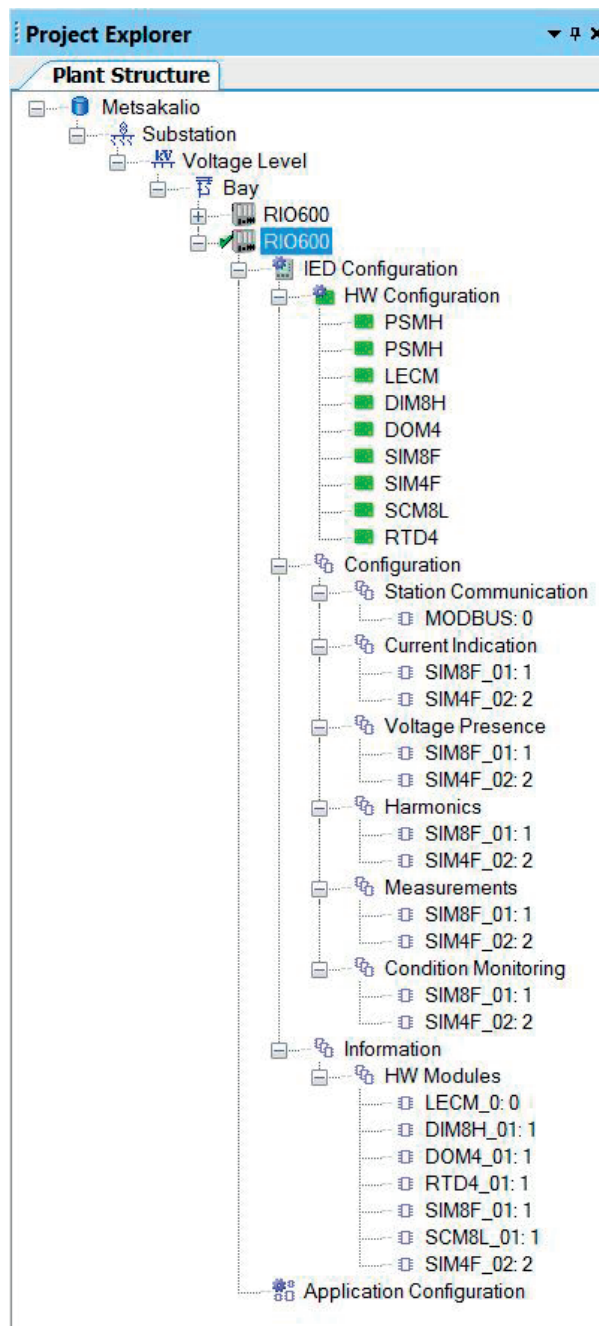 Project Explorer
Plant Structure
Metsakalio
Substation
Voltage Level
Bay
RIO600
RIO600
IED Configuration
HW Configuration
PSMH
PSMH
LECM
DIM8H
DOM4
SIM8F
SIM4F
SCM8L
RTD4
Configuration
Station Communication
MODBUS: 0
Current Indication
SIM8F_01: 1
SIM4F_02: 2
Voltage Presence
SIM8F_01: 1
SIM4F_02: 2
Harmonics
SIM8F_01: 1
SIM4F_02: 2
Measurements
SIM8F_01: 1
SIM4F_02: 2
Condition Monitoring
SIM8F_01: 1
SIM4F_02: 2
Information
HW Modules
LECM_0: 0
DIM8H_01: 1
DOM4_01: 1
RTD4_01: 1
SIM8F_01: 1
SCM8L_01: 1
SIM4F_02: 2
Application Configuration